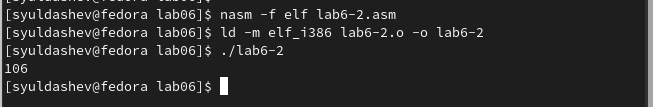 [syuldashev@fedora lab06]$ nasm -f elf lab6-2.asm
[syuldashev@fedora lab06]$ ld -m elf_i386 lab6-2.o -o lab6-2
[syuldashev@fedora lab06]$ ./lab6-2
106
[syuldashev@fedora lab06]$